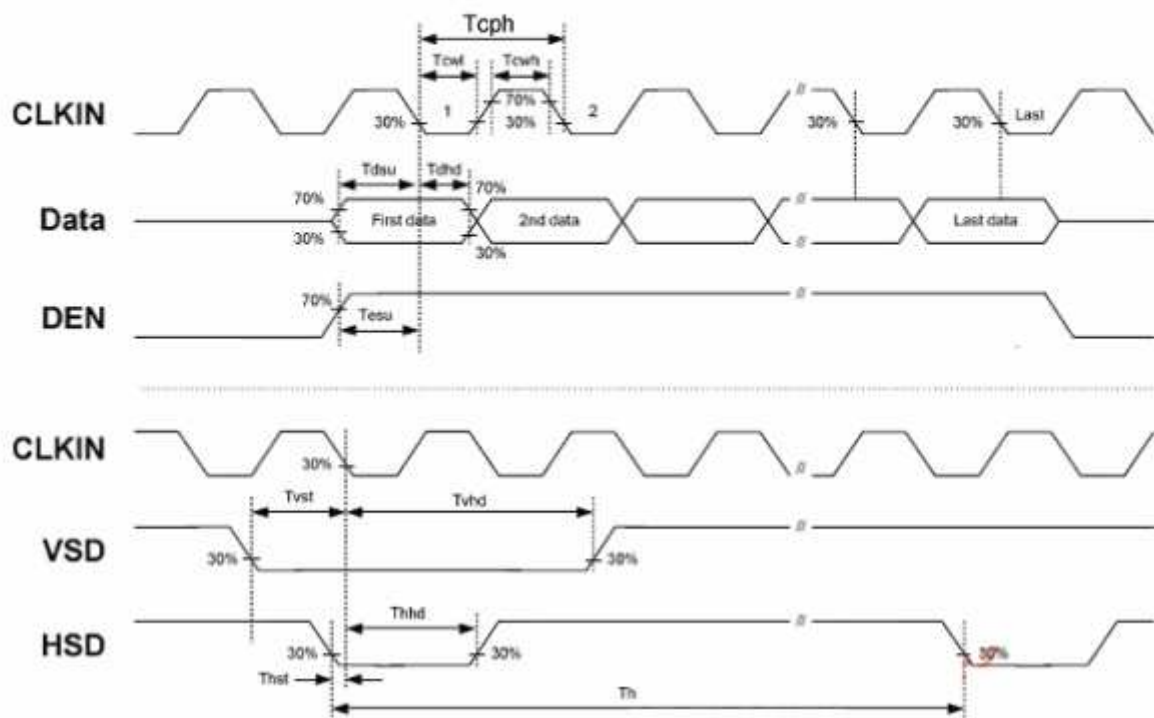 Tcph
Tcwl Tcwh
CLKIN 30% 1 70% 30% 2 30% 30% Last
Tdsu Tdhd
70% 70%
Data First data 2nd data Last data
30% 30%
70%
DEN Tesu
CLKIN 30%
Tvst Tvhd
VSD 30% 30%
Thhd
HSD 30% 30% 30%
Thst
Th